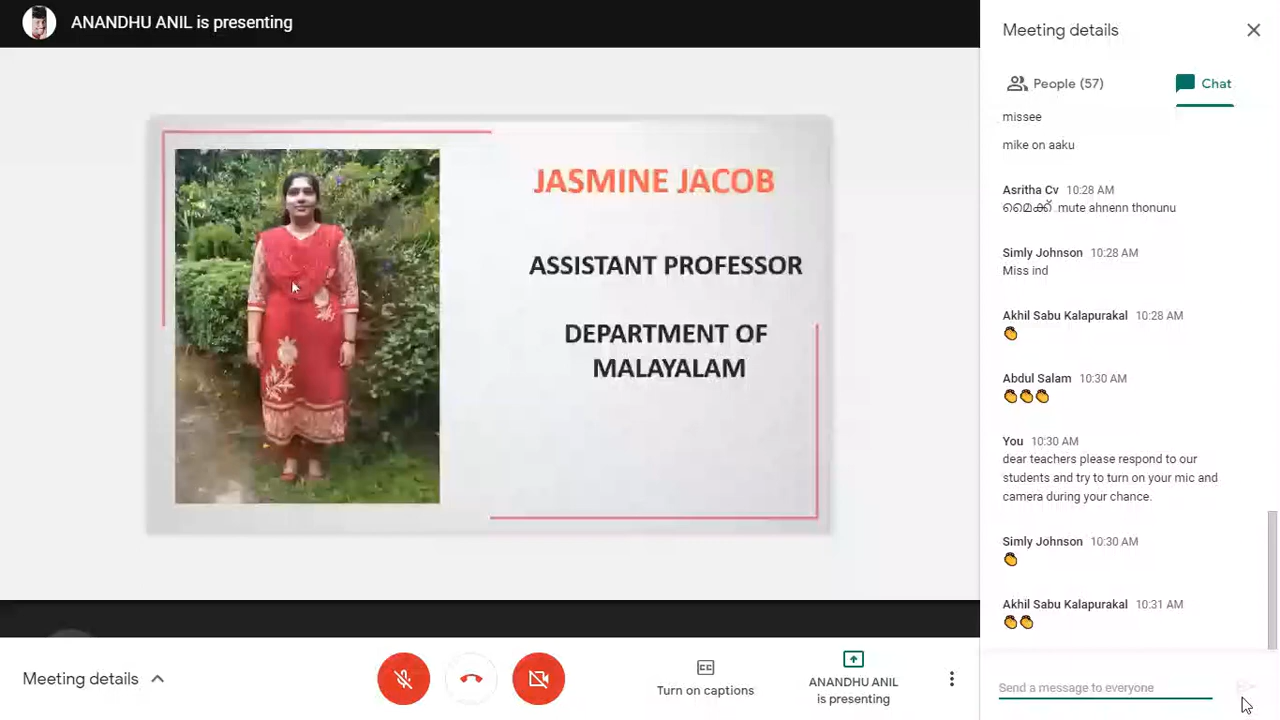 ANANDHU ANIL is presenting
JASMINE JACOB
ASSISTANT PROFESSOR
DEPARTMENT OF
MALAYALAM
Meeting details
People (57)
Chat
missee
mike on aaku
Asritha Cv 10:28 AM
മൈക്ക് mute ahnenn thonunu
Simly Johnson 10:28 AM
Miss ind
Akhil Sabu Kalapurakal 10:28 AM
👏
Abdul Salam 10:30 AM
👏👏👏
You 10:30 AM
dear teachers please respond to our
students and try to turn on your mic and
camera during your chance.
Simly Johnson 10:30 AM
👏
Akhil Sabu Kalapurakal 10:31 AM
👏👏
Send a message to everyone
Meeting details
CC
Turn on captions
ANANDHU ANIL
is presenting